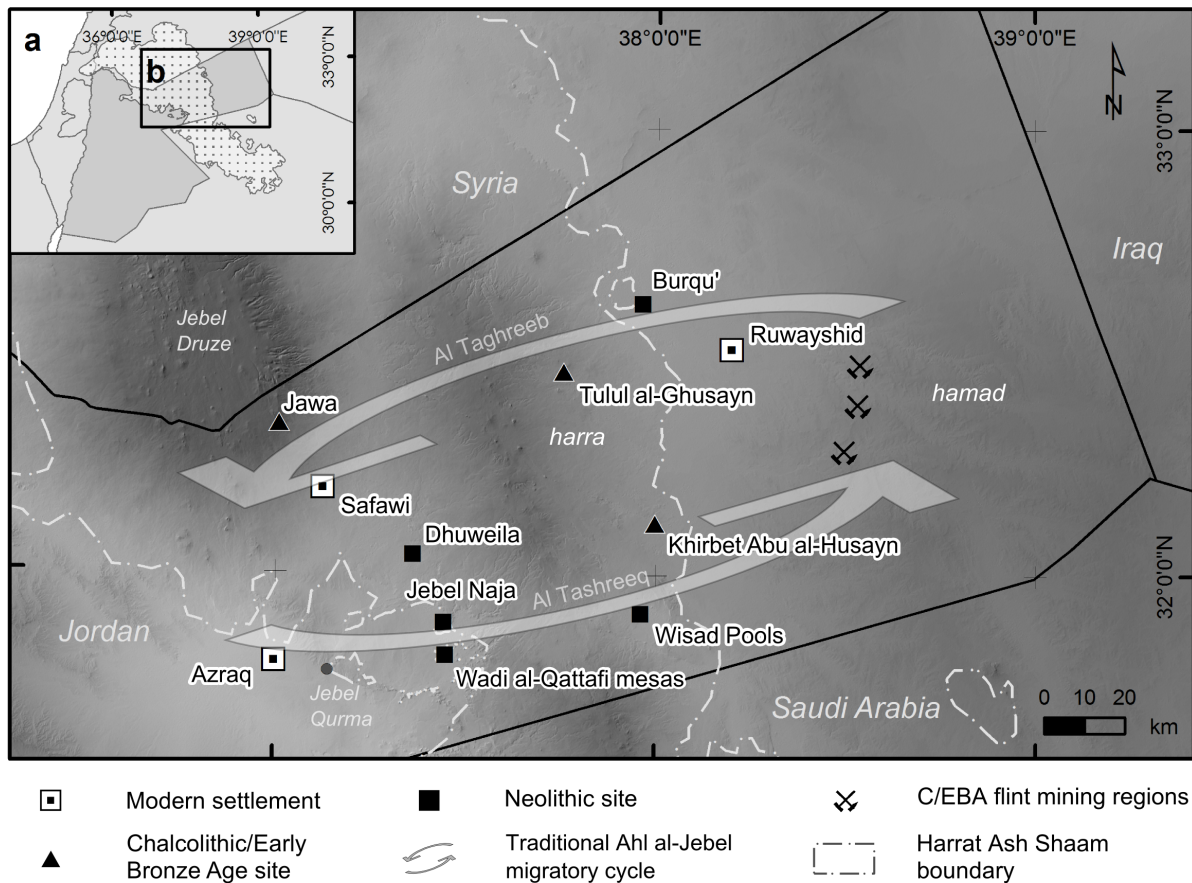 a
36°0'0"E
39°0'0"E
33°0'0"N
b
30°0'0"N
38°0'0"E
39°0'0"E
N
33°0'0"N
Syria
Iraq
Burqu'
Jebel
Druze
Al Taghreeb
Ruwayshid
Jawa
Tulul al-Ghusayn
hamad
harra
Safawi
Dhuweila
Khirbet Abu al-Husayn
Jebel Naja
Al Tashreeq
32°0'0"N
Jordan
Wisad Pools
Azraq
Wadi al-Qattafi mesas
Jebel
Qurma
Saudi Arabia
0 10 20
km
Modern settlement
Neolithic site
C/EBA flint mining regions
Chalcolithic/Early
Bronze Age site
Traditional Ahl al-Jebel
migratory cycle
Harrat Ash Shaam
boundary